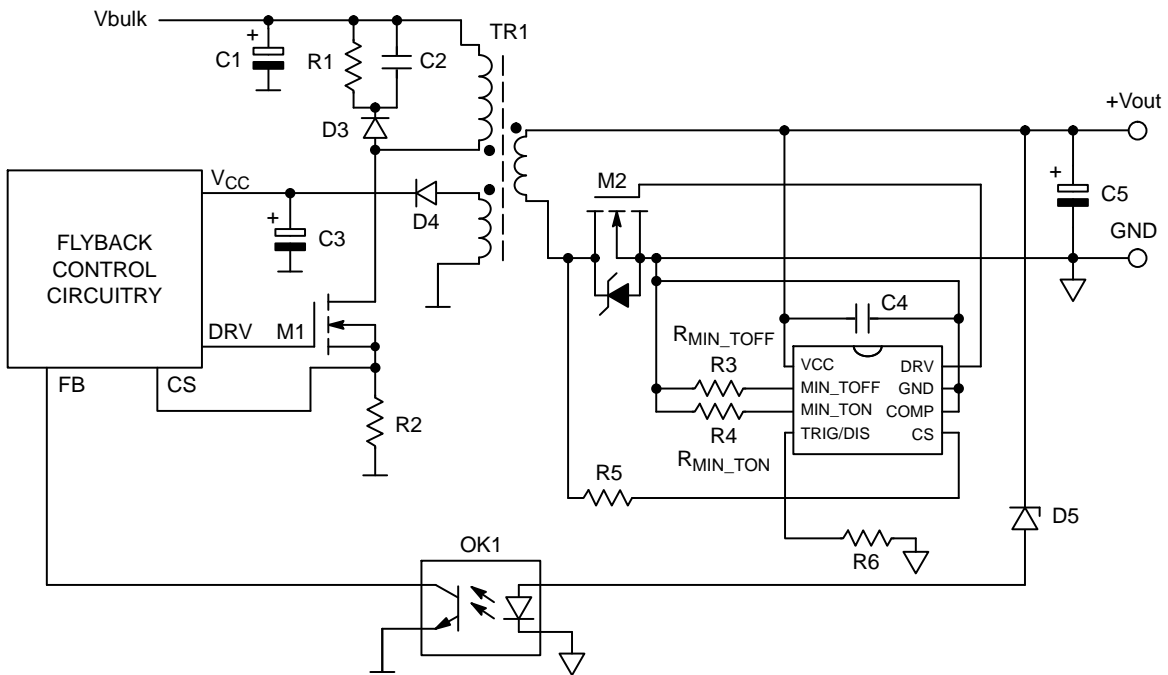 Vbulk
TR1
C1
R1
C2
D3
+Vout
VCC
M2
C5
D4
GND
C3
FLYBACK
CONTROL
CIRCUITRY
C4
DRV
M1
RMIN_TOFF
FB
CS
R3
VCC
DRV
MIN_TOFF
GND
MIN_TON
COMP
TRIG/DIS
CS
R2
R4
RMIN_TON
R5
D5
OK1
R6